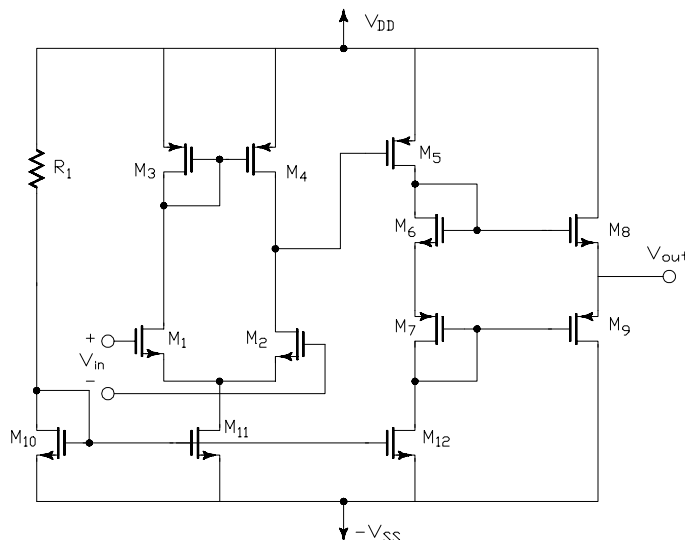 V_DD
R_1
M_3
M_4
M_5
M_6
M_8
V_out
M_7
M_9
+
M_1
M_2
V_in
−
M_10
M_11
M_12
−V_SS